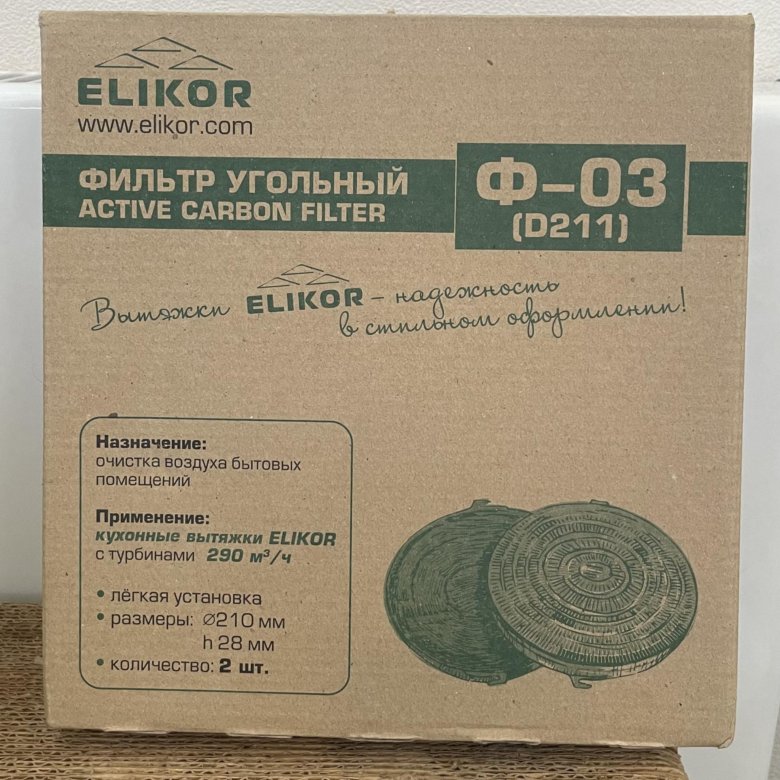 ELIKOR
www.elikor.com
ФИЛЬТР УГОЛЬНЫЙ
ACTIVE CARBON FILTER
Ф-03
(D211)
Вытяжки ELIKOR – надежность
в стильном оформлении!
Назначение:
очистка воздуха бытовых
помещений
Применение:
кухонные вытяжки ELIKOR
с турбинами 290 м³/ч
• лёгкая установка
• размеры: ∅210 мм
h 28 мм
• количество: 2 шт.